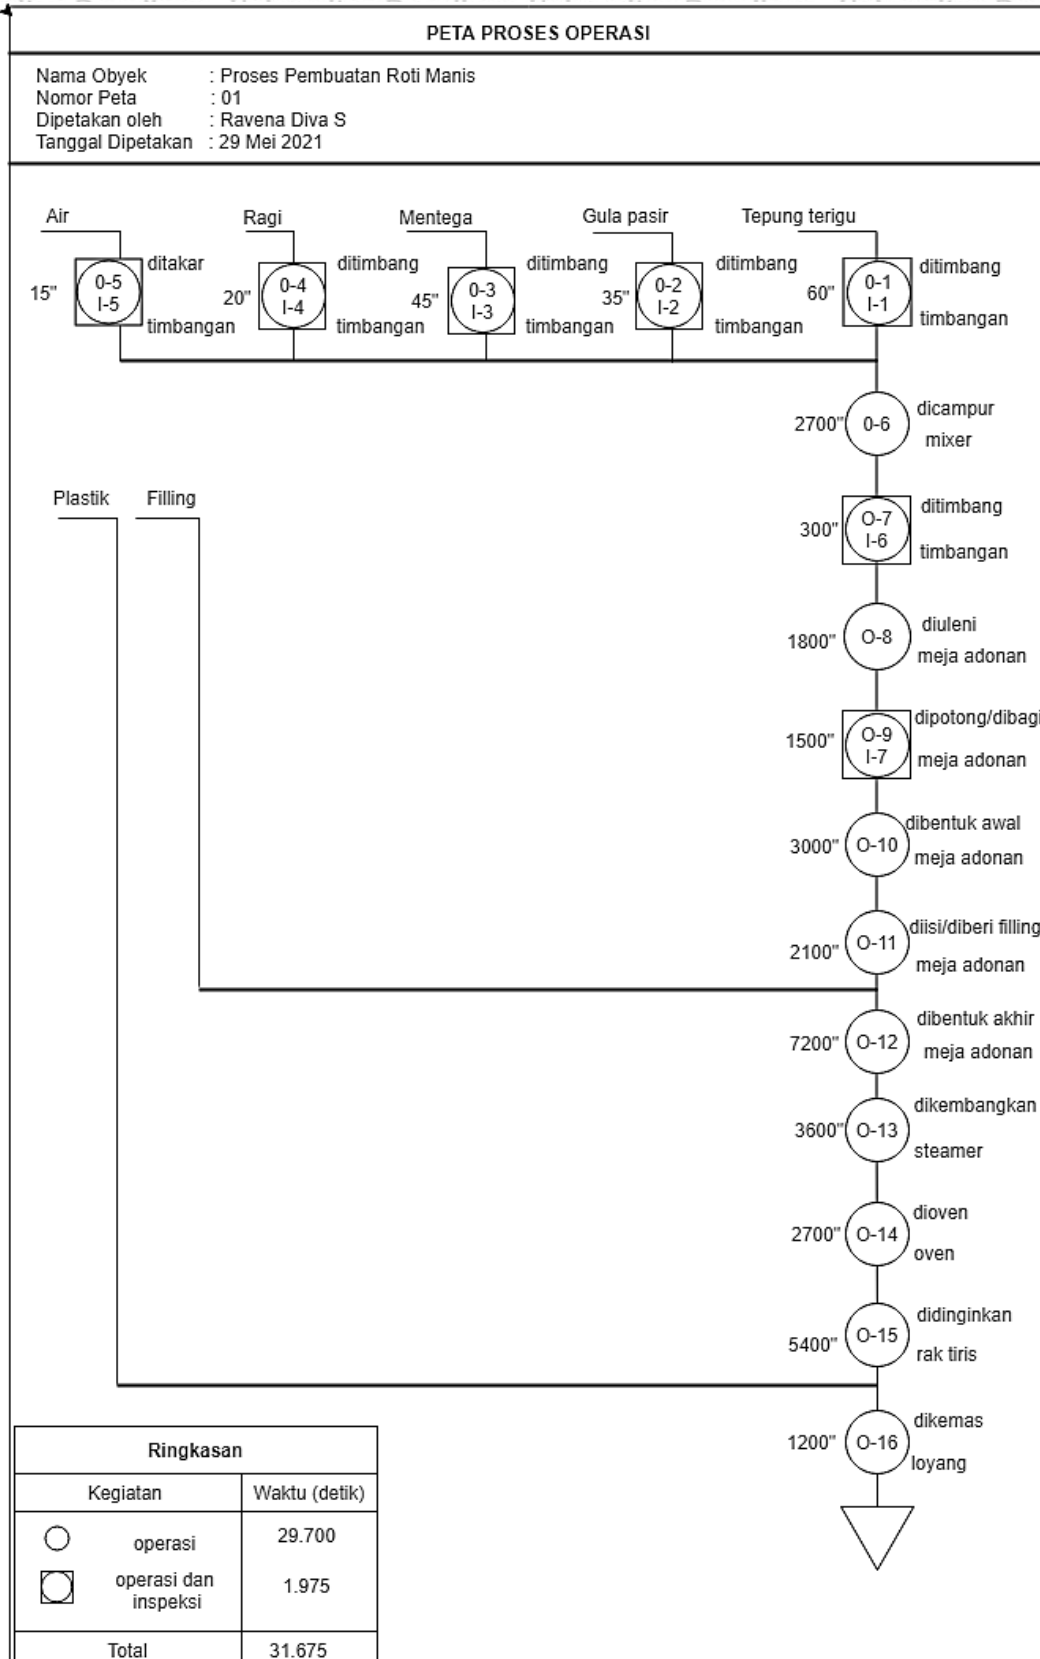 PETA PROSES OPERASI
Nama Obyek : Proses Pembuatan Roti Manis
Nomor Peta : 01
Dipetakan oleh : Ravena Diva S
Tanggal Dipetakan : 29 Mei 2021
Air
Ragi
Mentega
Gula pasir
Tepung terigu
15"
0-5
I-5
ditakar
timbangan
20"
0-4
I-4
ditimbang
timbangan
45"
0-3
I-3
ditimbang
timbangan
35"
0-2
I-2
ditimbang
timbangan
60"
0-1
I-1
ditimbang
timbangan
2700"
0-6
dicampur
mixer
Plastik
Filling
300"
O-7
I-6
ditimbang
timbangan
1800"
O-8
diuleni
meja adonan
1500"
O-9
I-7
dipotong/dibagi
meja adonan
3000"
O-10
dibentuk awal
meja adonan
2100"
O-11
diisi/diberi filling
meja adonan
7200"
O-12
dibentuk akhir
meja adonan
3600"
O-13
dikembangkan
steamer
2700"
O-14
dioven
oven
5400"
O-15
didinginkan
rak tiris
1200"
O-16
dikemas
loyang
Ringkasan
Kegiatan Waktu (detik)
operasi 29.700
operasi dan
inspeksi
1.975
Total 31.675